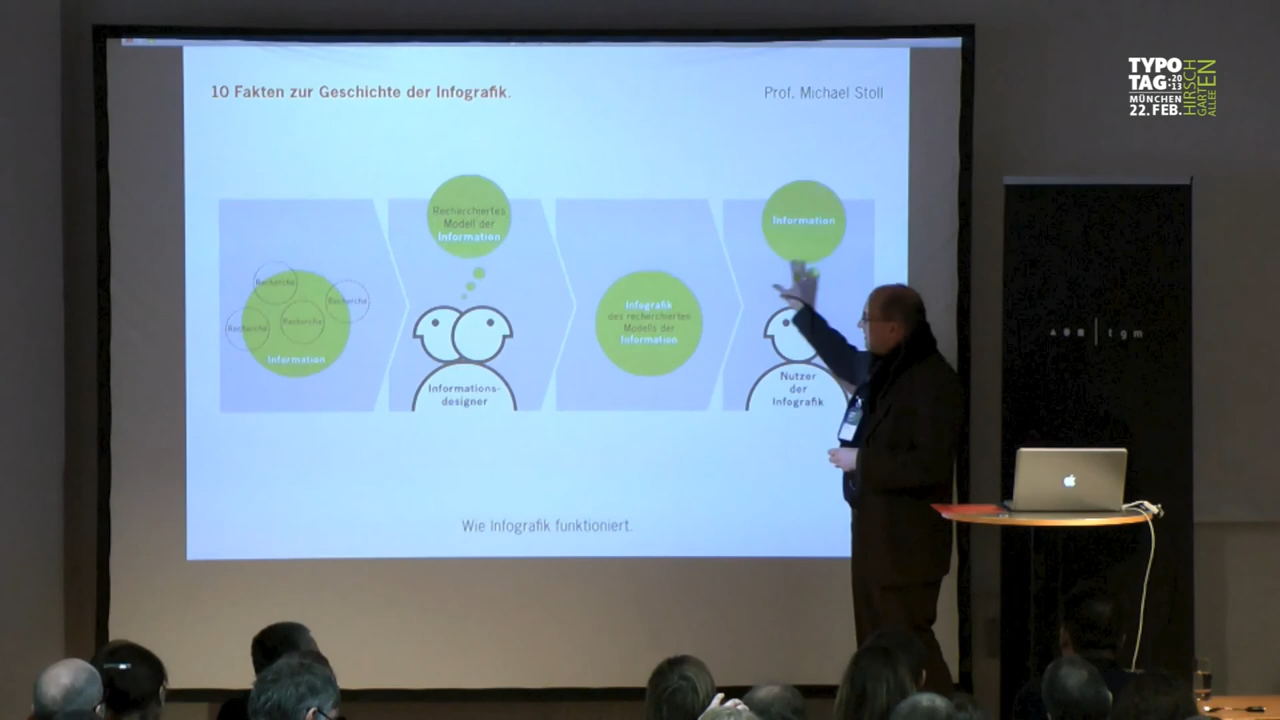 10 Fakten zur Geschichte der Infografik.
Prof. Michael Stoll
Recherche
Recherche
Recherche
Recherche
Information
Recherchiertes
Modell der
Information
Informations-
designer
Infografik
des recherchierten
Modells der
Information
Information
Nutzer
der
Infografik
Wie Infografik funktioniert.
TYPO
TAG·20
·13
MÜNCHEN
22. FEB.
HIRSCH
GARTEN
ALLEE
tgm